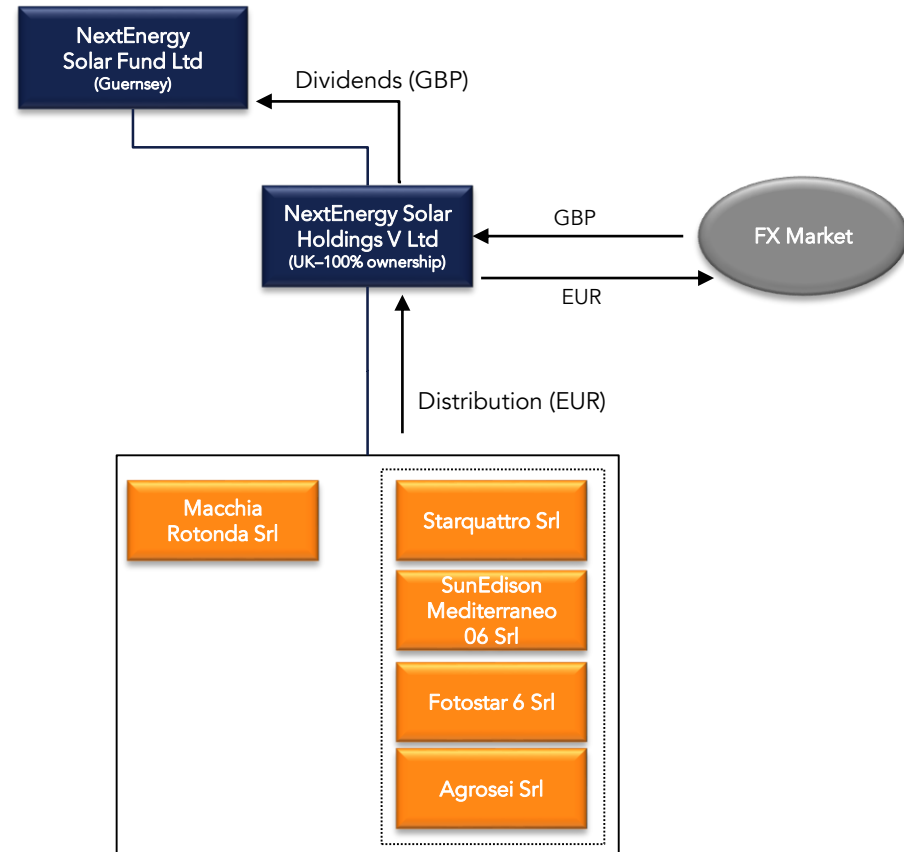 NextEnergy
Solar Fund Ltd
(Guernsey)
Dividends (GBP)
NextEnergy Solar
Holdings V Ltd
(UK–100% ownership)
GBP
FX Market
EUR
Distribution (EUR)
Macchia
Rotonda Srl
Starquattro Srl
SunEdison
Mediterraneo
06 Srl
Fotostar 6 Srl
Agrosei Srl